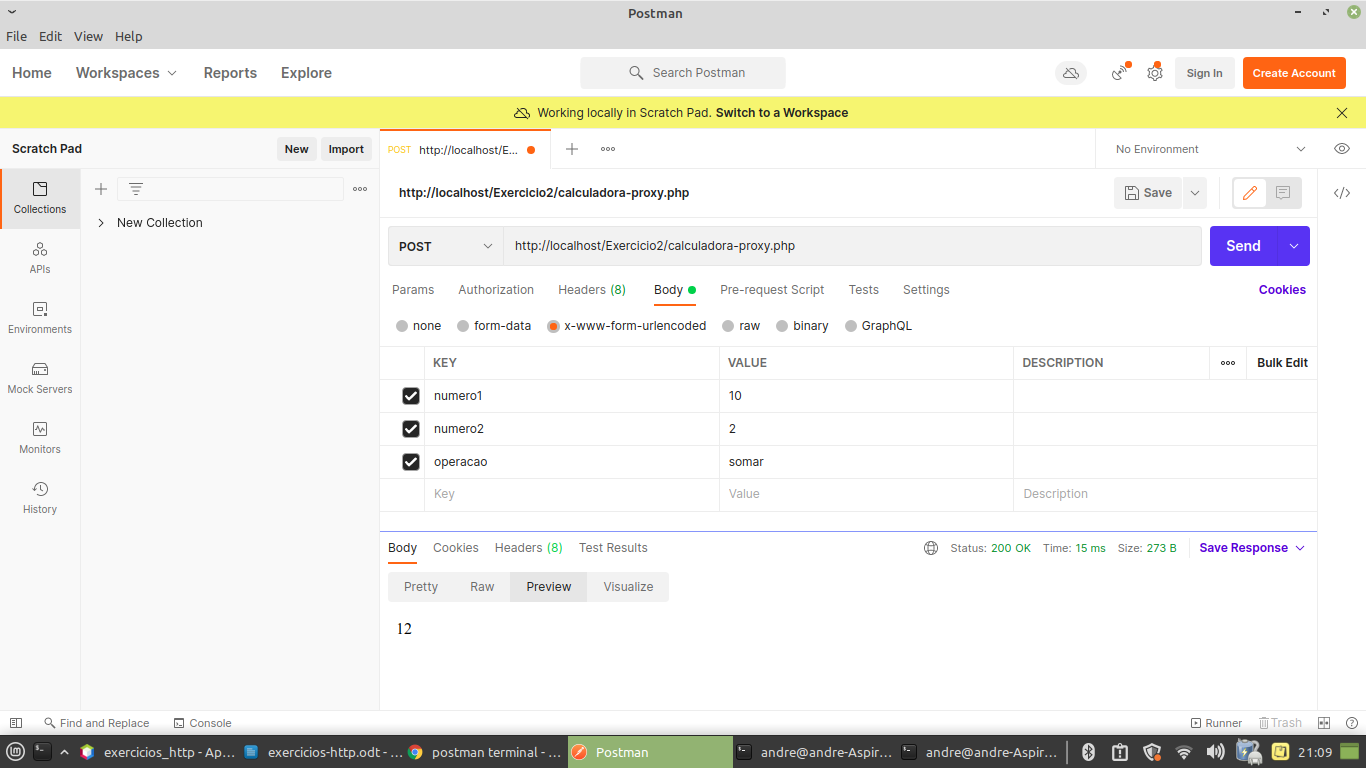 Postman
File Edit View Help
Home Workspaces Reports Explore Search Postman Sign In Create Account
Working locally in Scratch Pad. Switch to a Workspace
Scratch Pad New Import POST http://localhost/E... No Environment
http://localhost/Exercicio2/calculadora-proxy.php Save
Collections
New Collection
POST http://localhost/Exercicio2/calculadora-proxy.php Send
APIs
Params Authorization Headers (8) Body Pre-request Script Tests Settings Cookies
Environments
none form-data x-www-form-urlencoded raw binary GraphQL
KEY VALUE DESCRIPTION Bulk Edit
Mock Servers
numero1 10
numero2 2
Monitors
operacao somar
Key Value Description
History
Body Cookies Headers (8) Test Results Status: 200 OK Time: 15 ms Size: 273 B Save Response
Pretty Raw Preview Visualize
12
Find and Replace Console Runner Trash
exercicios_http - Ap... exercicios-http.odt - ... postman terminal - ... Postman andre@andre-Aspir... andre@andre-Aspir... 21:09